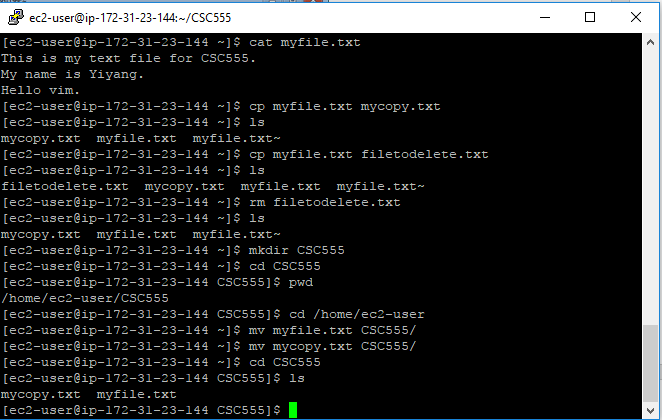 ec2-user@ip-172-31-23-144:~/CSC555
[ec2-user@ip-172-31-23-144 ~]$ cat myfile.txt
This is my text file for CSC555.
My name is Yiyang.
Hello vim.
[ec2-user@ip-172-31-23-144 ~]$ cp myfile.txt mycopy.txt
[ec2-user@ip-172-31-23-144 ~]$ ls
mycopy.txt  myfile.txt  myfile.txt~
[ec2-user@ip-172-31-23-144 ~]$ cp myfile.txt filetodelete.txt
[ec2-user@ip-172-31-23-144 ~]$ ls
filetodelete.txt  mycopy.txt  myfile.txt  myfile.txt~
[ec2-user@ip-172-31-23-144 ~]$ rm filetodelete.txt
[ec2-user@ip-172-31-23-144 ~]$ ls
mycopy.txt  myfile.txt  myfile.txt~
[ec2-user@ip-172-31-23-144 ~]$ mkdir CSC555
[ec2-user@ip-172-31-23-144 ~]$ cd CSC555
[ec2-user@ip-172-31-23-144 CSC555]$ pwd
/home/ec2-user/CSC555
[ec2-user@ip-172-31-23-144 CSC555]$ cd /home/ec2-user
[ec2-user@ip-172-31-23-144 ~]$ mv myfile.txt CSC555/
[ec2-user@ip-172-31-23-144 ~]$ mv mycopy.txt CSC555/
[ec2-user@ip-172-31-23-144 ~]$ cd CSC555
[ec2-user@ip-172-31-23-144 CSC555]$ ls
mycopy.txt  myfile.txt
[ec2-user@ip-172-31-23-144 CSC555]$